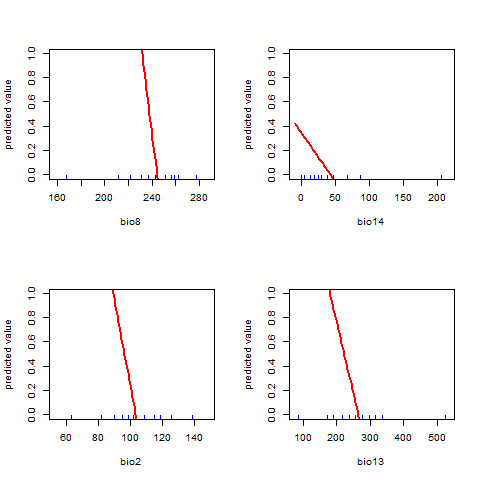 predicted value
0.0 0.2 0.4 0.6 0.8 1.0
160 200 240 280
bio8
predicted value
0.0 0.2 0.4 0.6 0.8 1.0
0 50 100 150 200
bio14
predicted value
0.0 0.2 0.4 0.6 0.8 1.0
60 80 100 120 140
bio2
predicted value
0.0 0.2 0.4 0.6 0.8 1.0
100 200 300 400 500
bio13